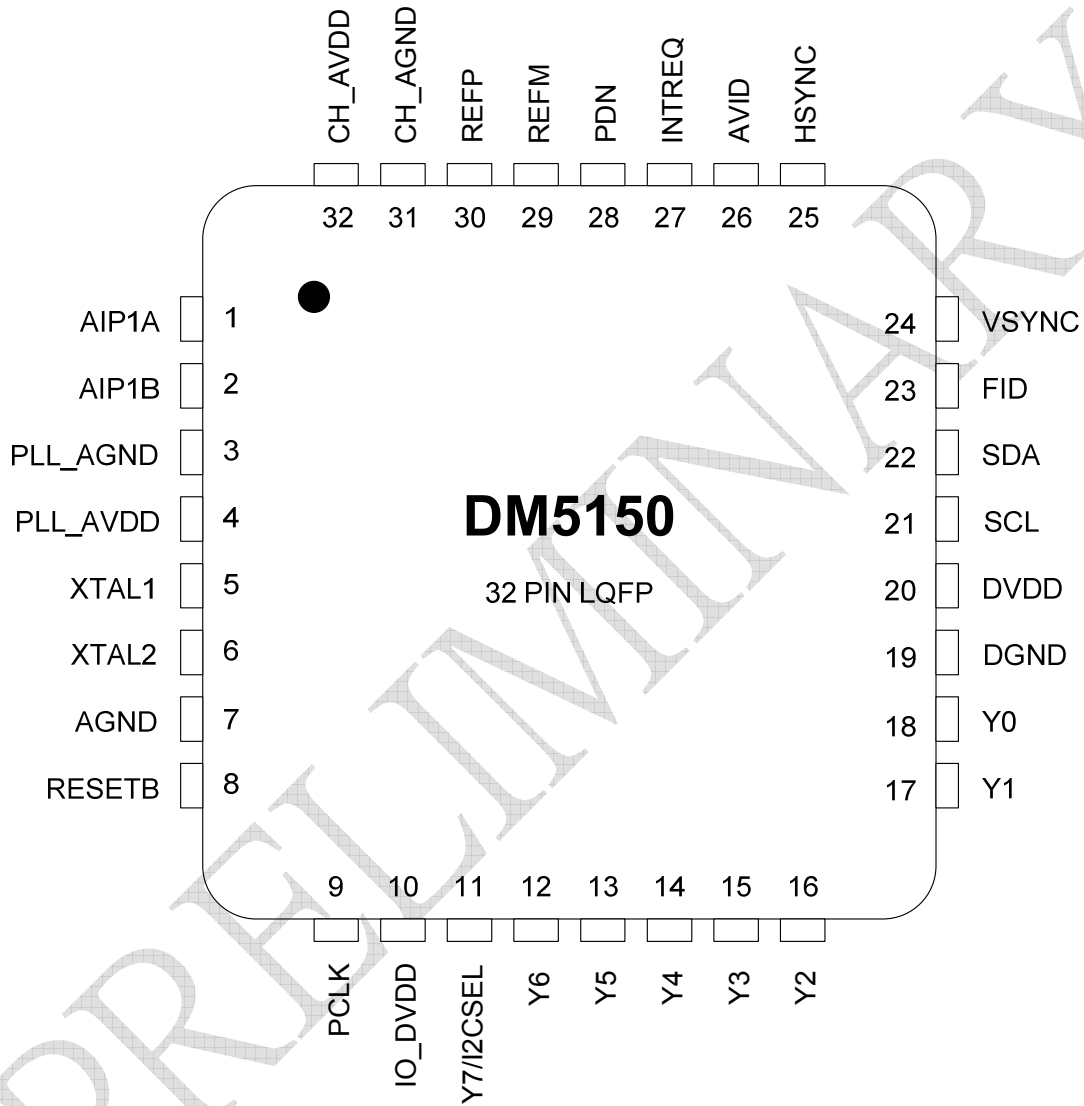 CH_AVDD
CH_AGND
REFP
REFM
PDN
INTREQ
AVID
HSYNC
32 31 30 29 28 27 26 25
AIP1A 1
AIP1B 2
PLL_AGND 3
PLL_AVDD 4
XTAL1 5
XTAL2 6
AGND 7
RESETB 8
DM5150
32 PIN LQFP
24 VSYNC
23 FID
22 SDA
21 SCL
20 DVDD
19 DGND
18 Y0
17 Y1
9 10 11 12 13 14 15 16
PCLK
IO_DVDD
Y7/I2CSEL
Y6
Y5
Y4
Y3
Y2
PRELIMINARY